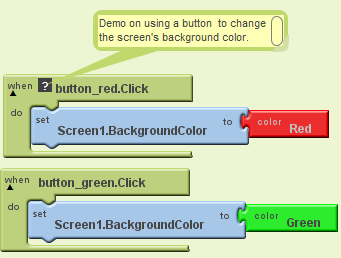 Demo on using a button to change
the screen's background color.
when ? button_red.Click
do set Screen1.BackgroundColor to color Red
when button_green.Click
do set Screen1.BackgroundColor to color Green